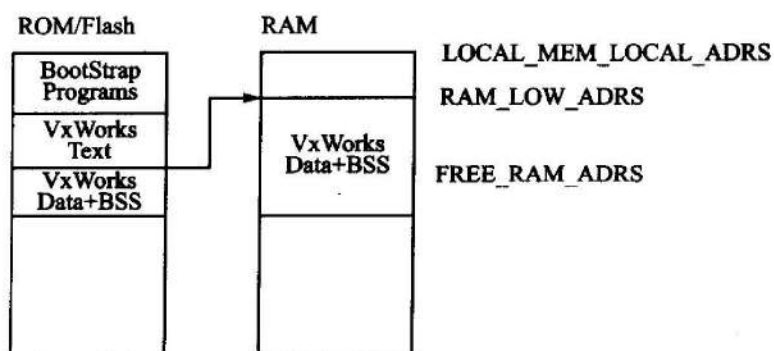 ROM/Flash
BootStrap
Programs
VxWorks
Text
VxWorks
Data+BSS
RAM
VxWorks
Data+BSS
LOCAL_MEM_LOCAL_ADRS
RAM_LOW_ADRS
FREE_RAM_ADRS